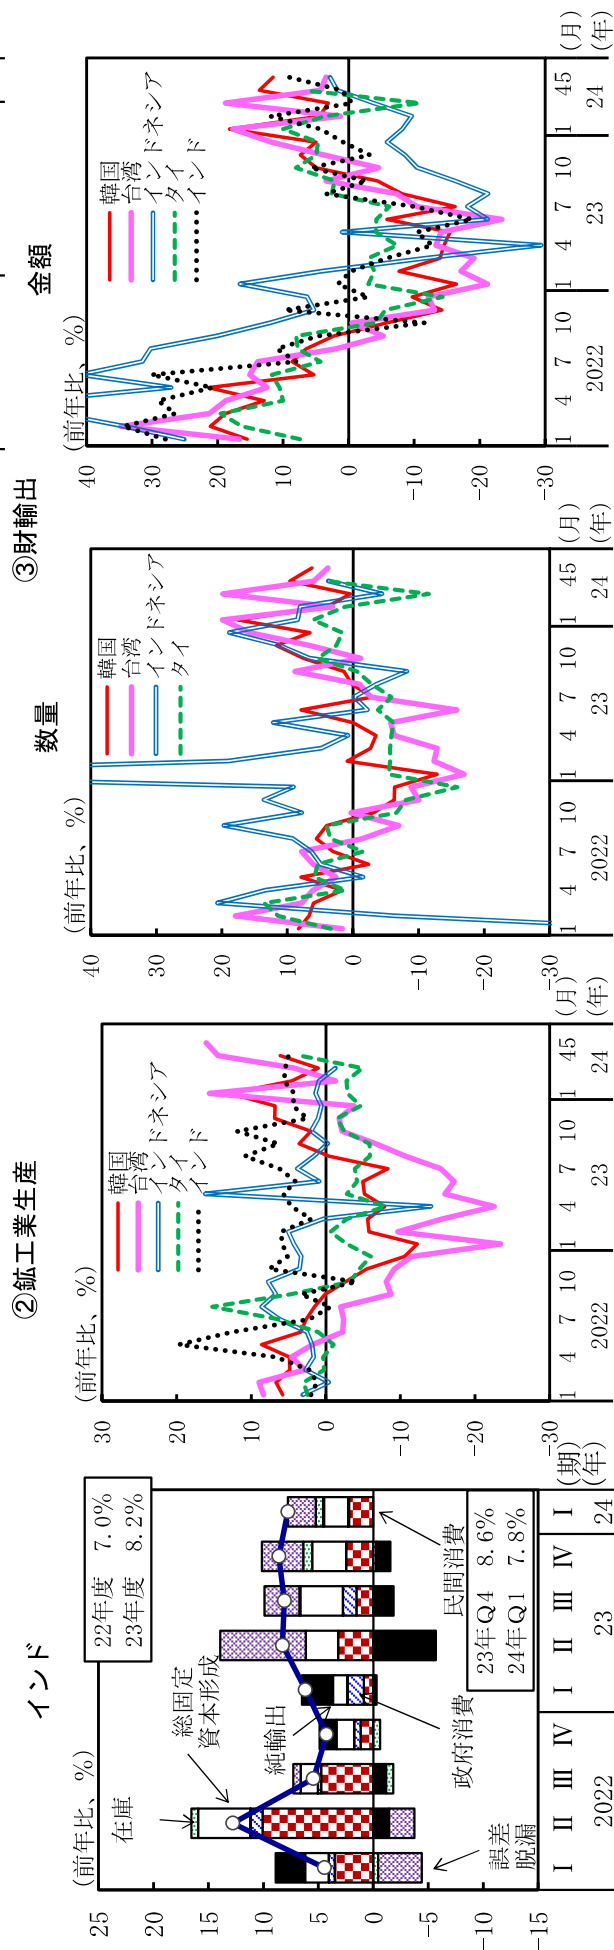 インド
(前年比、%)
25
20
15
10
5
0
-5
-10
-15
22年度 7.0%
23年度 8.2%
在庫
総固定
資本形成
純輸出
政府消費
民間消費
誤差
脱漏
23年Q4 8.6%
24年Q1 7.8%
I II III IV I II III IV I (期)
2022 23 24 (年)
②鉱工業生産
(前年比、%)
30
20
10
0
-10
-20
-30
韓国
台湾
インドネシア
タイ
インド
1 4 7 10 1 4 7 10 1 45 (月)
2022 23 24 (年)
③財輸出
数量
(前年比、%)
40
30
20
10
0
-10
-20
-30
韓国
台湾
インドネシア
タイ
1 4 7 10 1 4 7 10 1 45 (月)
2022 23 24 (年)
金額
(前年比、%)
40
30
20
10
0
-10
-20
-30
韓国
台湾
インドネシア
タイ
インド
1 4 7 10 1 4 7 10 1 45 (月)
2022 23 24 (年)